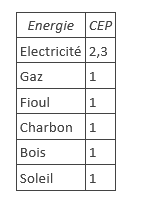 Energie CEP
Electricité 2,3
Gaz 1
Fioul 1
Charbon 1
Bois 1
Soleil 1